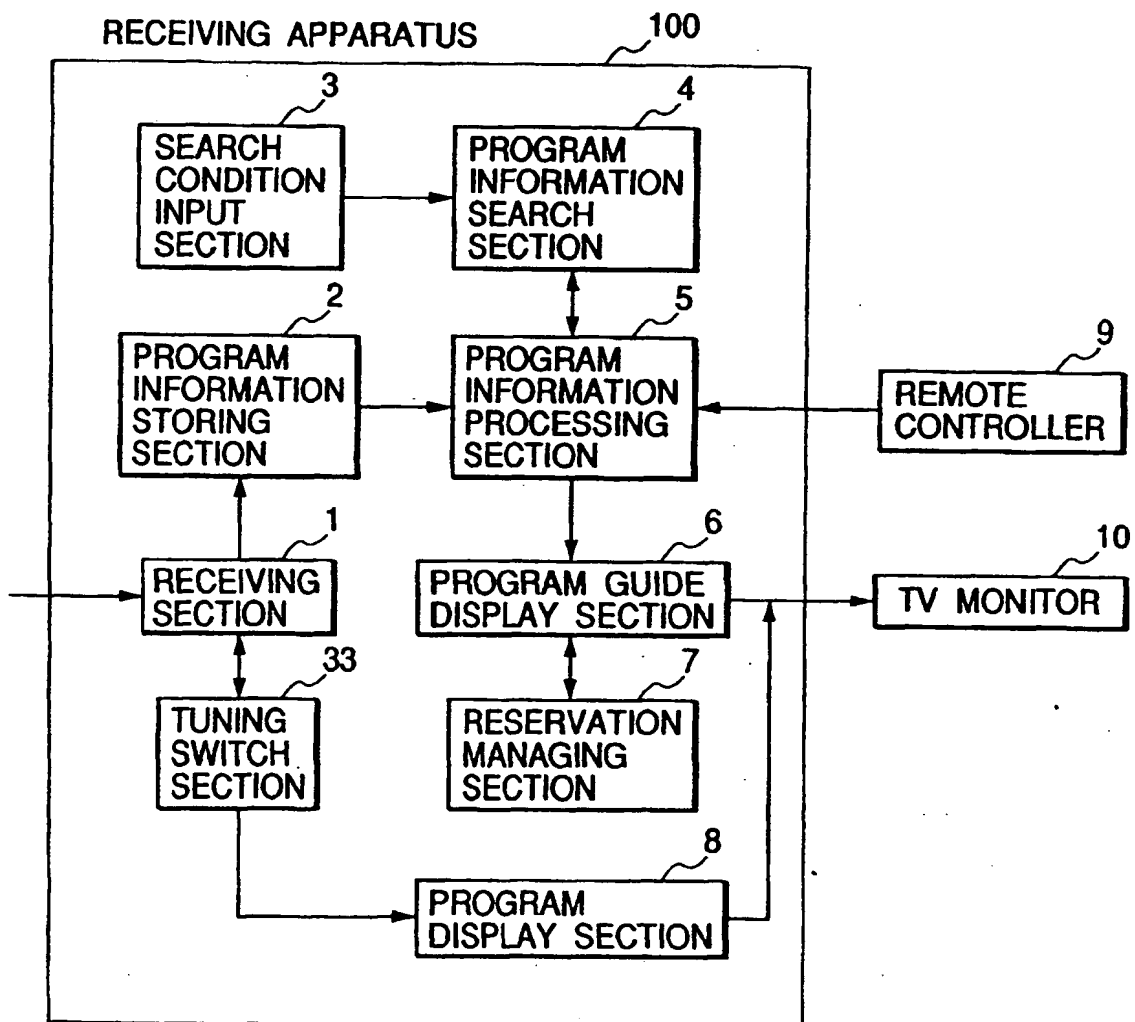 RECEIVING APPARATUS
100
3
SEARCH
CONDITION
INPUT
SECTION
4
PROGRAM
INFORMATION
SEARCH
SECTION
2
PROGRAM
INFORMATION
STORING
SECTION
5
PROGRAM
INFORMATION
PROCESSING
SECTION
9
REMOTE
CONTROLLER
1
RECEIVING
SECTION
6
PROGRAM GUIDE
DISPLAY SECTION
10
TV MONITOR
33
TUNING
SWITCH
SECTION
7
RESERVATION
MANAGING
SECTION
8
PROGRAM
DISPLAY SECTION